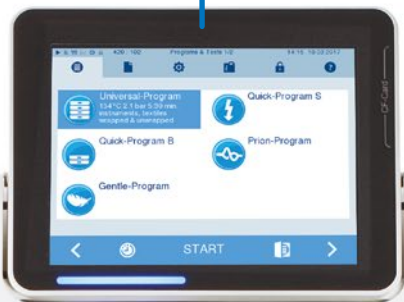 Programs & Tests 1/2
Universal-Program
134°C 2.1 bar 5:30 min.
instruments, textiles
wrapped & unwrapped
Quick-Program S
Quick-Program B
Prion-Program
Gentle-Program
START
CF-Card